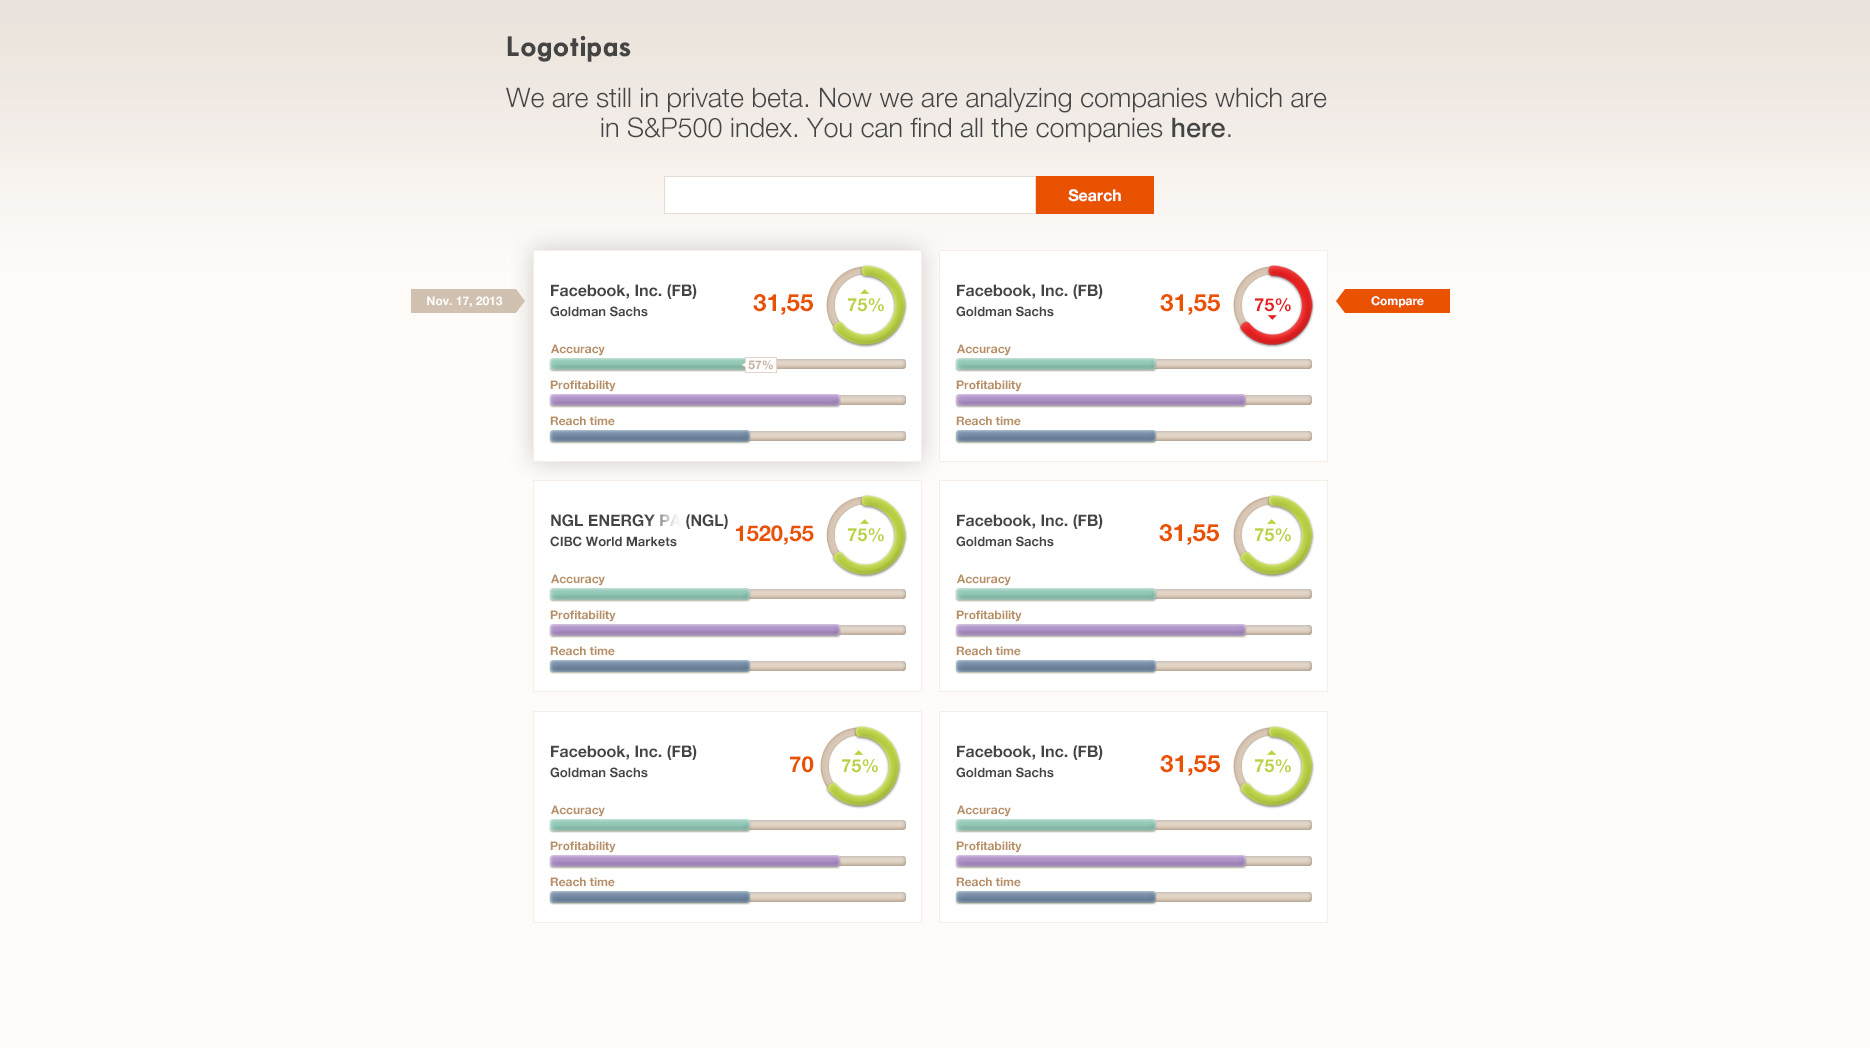 Logotipas
We are still in private beta. Now we are analyzing companies which are
in S&P500 index. You can find all the companies here.
Search
Nov. 17, 2013
Facebook, Inc. (FB)
Goldman Sachs
31,55
75%
Accuracy
57%
Profitability
Reach time
Facebook, Inc. (FB)
Goldman Sachs
31,55
75%
Accuracy
Profitability
Reach time
Compare
NGL ENERGY PA (NGL)
CIBC World Markets
1520,55
75%
Accuracy
Profitability
Reach time
Facebook, Inc. (FB)
Goldman Sachs
31,55
75%
Accuracy
Profitability
Reach time
Facebook, Inc. (FB)
Goldman Sachs
70
75%
Accuracy
Profitability
Reach time
Facebook, Inc. (FB)
Goldman Sachs
31,55
75%
Accuracy
Profitability
Reach time